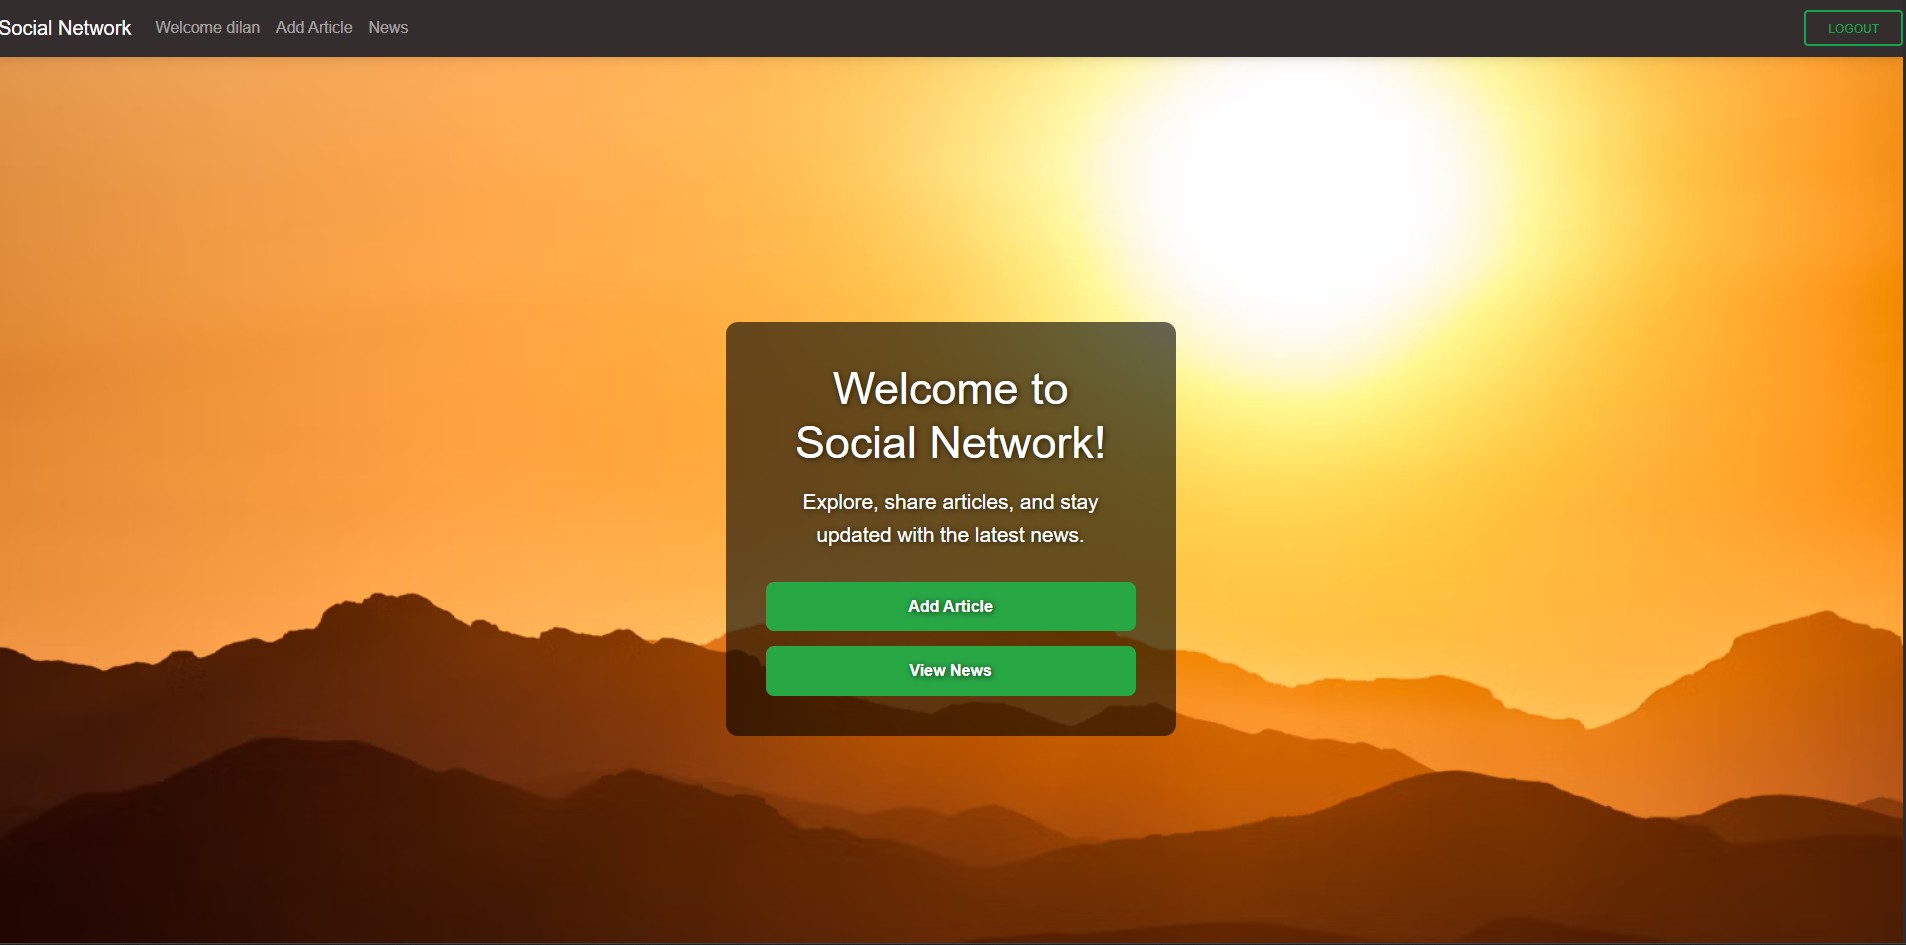 Social Network Welcome dilan Add Article News LOGOUT
Welcome to
Social Network!
Explore, share articles, and stay
updated with the latest news.
Add Article
View News